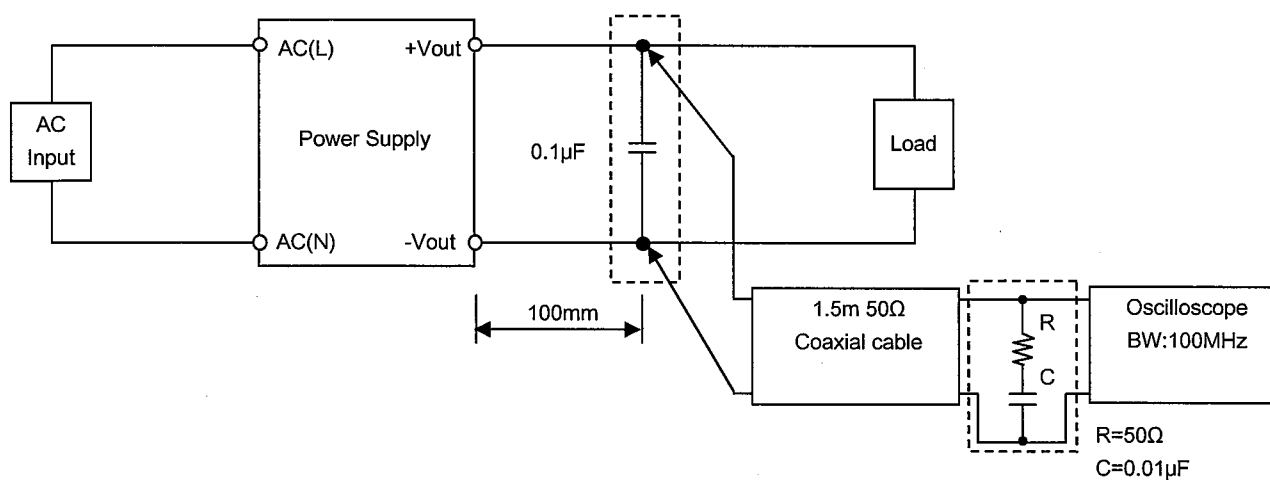 AC(L)
+Vout
AC
Input
Power Supply
0.1µF
Load
AC(N)
-Vout
100mm
1.5m 50Ω
Coaxial cable
R
C
Oscilloscope
BW:100MHz
R=50Ω
C=0.01µF